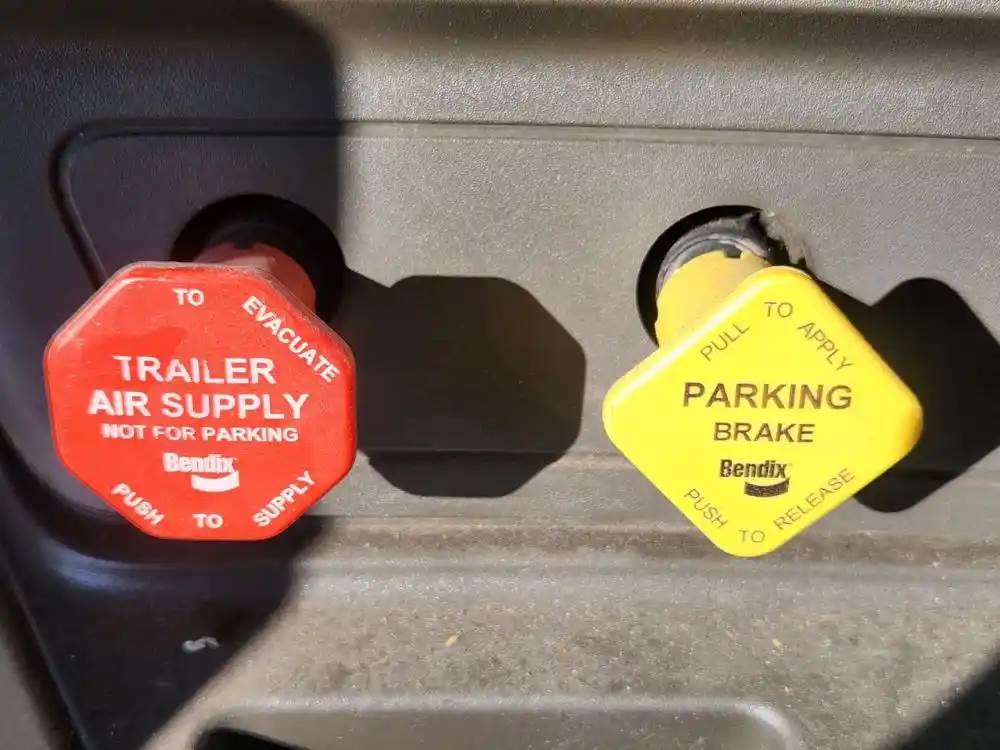 TO EVACUATE
TRAILER
AIR SUPPLY
NOT FOR PARKING
Bendix
PUSH TO SUPPLY
PULL TO APPLY
PARKING
BRAKE
Bendix
PUSH TO RELEASE